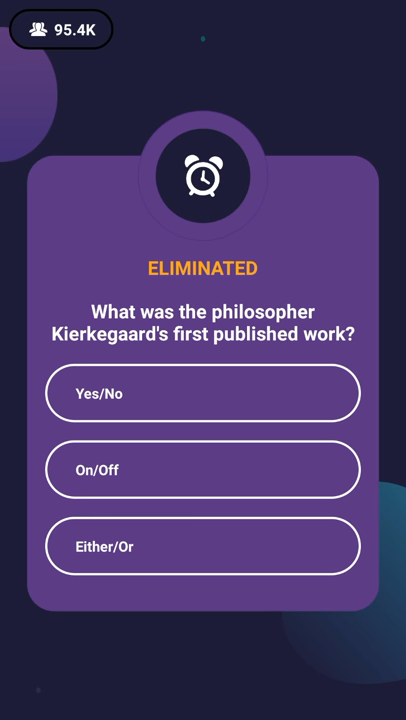 95.4K
ELIMINATED
What was the philosopher
Kierkegaard's first published work?
Yes/No
On/Off
Either/Or